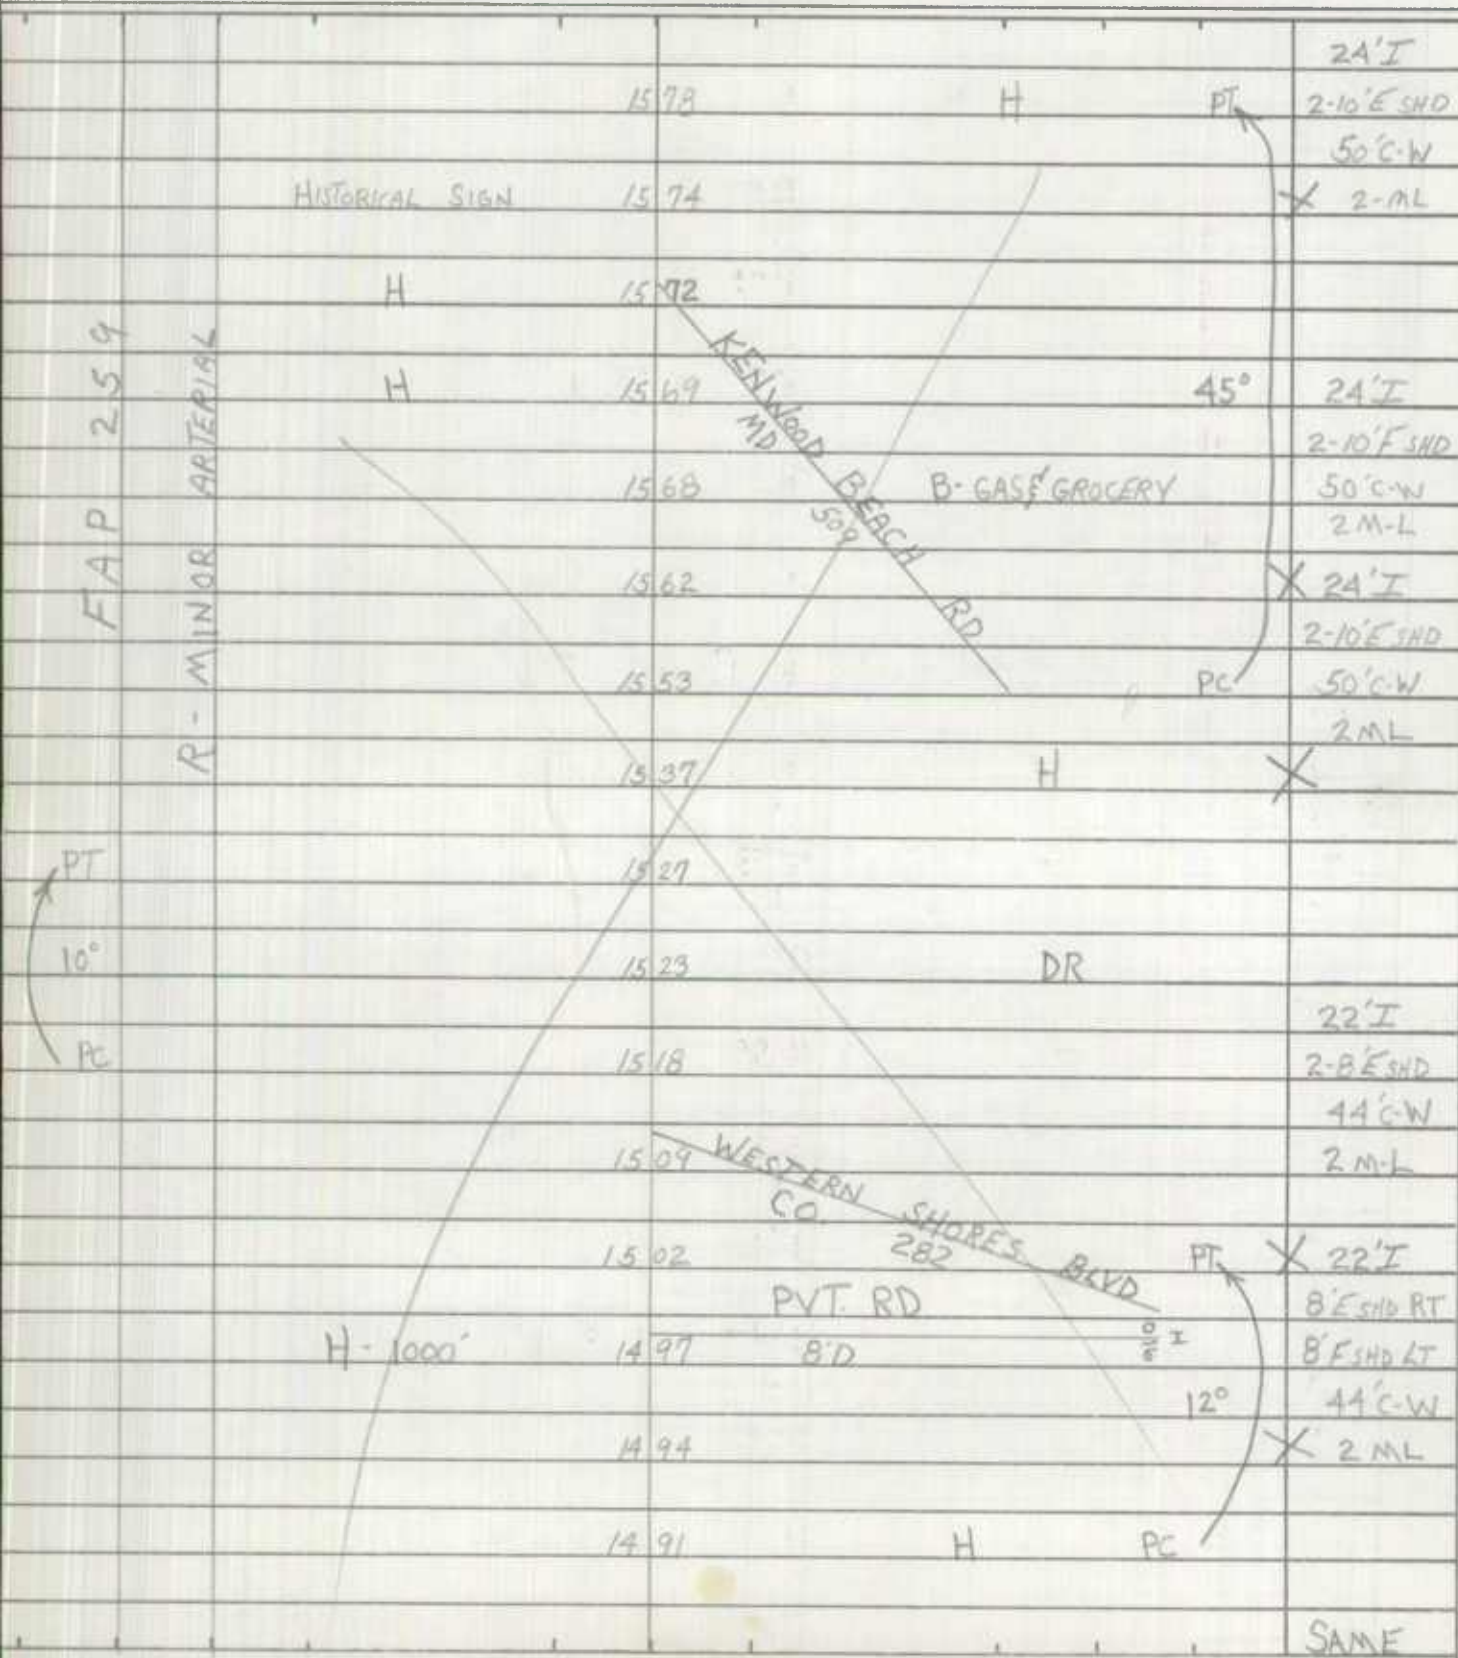 24'I
15 78 H PT 2-10'E SHD
50'C-W
HISTORICAL SIGN 15 74 X 2-ML
H 15 72
KENWOOD BEACH RD
MD 509
H 15 69 45° 24'I
2-10'F SHD
15 68 B- GAS & GROCERY 50'C-W
2 M-L
15 62 X 24'I
2-10'E SHD
15 53 PC 50'C-W
2 ML
15 37 H X
FAP 259
R- MINOR ARTERIAL
PT 15 27
10° 15 23 DR
22'I
PC 15 18 2-8'E SHD
44'C-W
15 09 2 M-L
WESTERN SHORES BLVD
CO. 282
15 02 PT X 22'I
PVT. RD 8'E SHD RT
H- 1000' 14 97 8'D I 8'F SHD LT
12° 44'C-W
14 94 X 2 ML
14 91 H PC
SAME